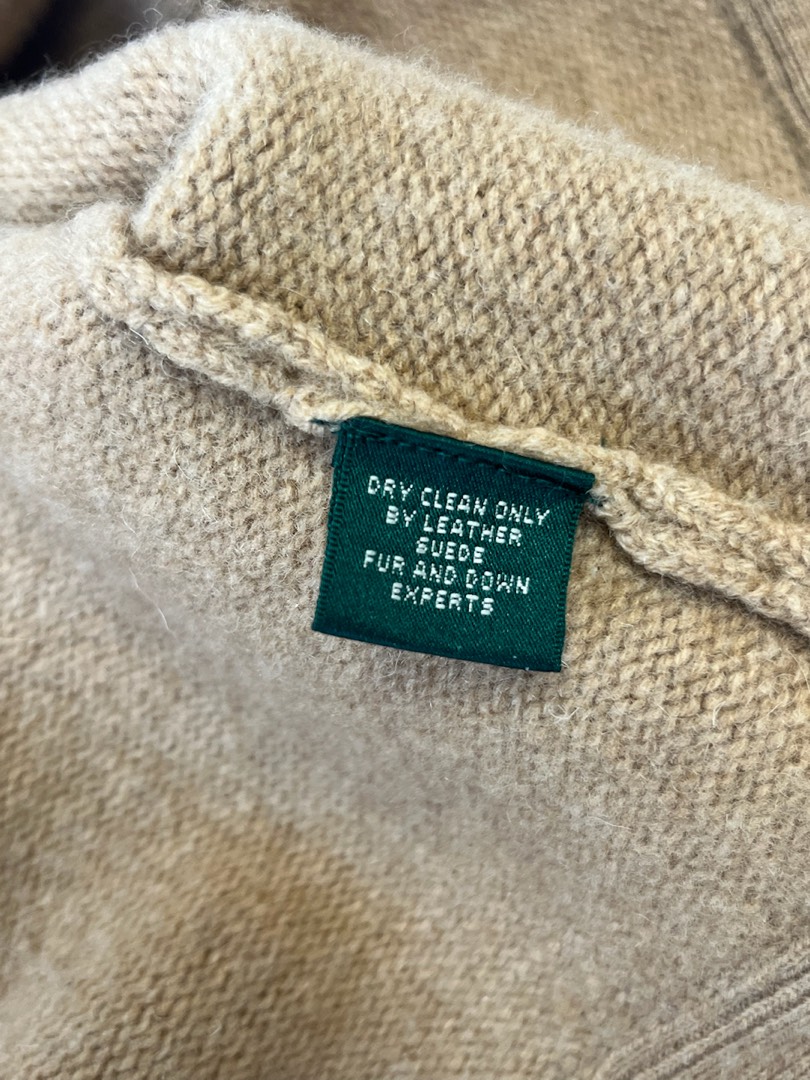 DRY CLEAN ONLY
BY LEATHER
SUEDE
FUR AND DOWN
EXPERTS